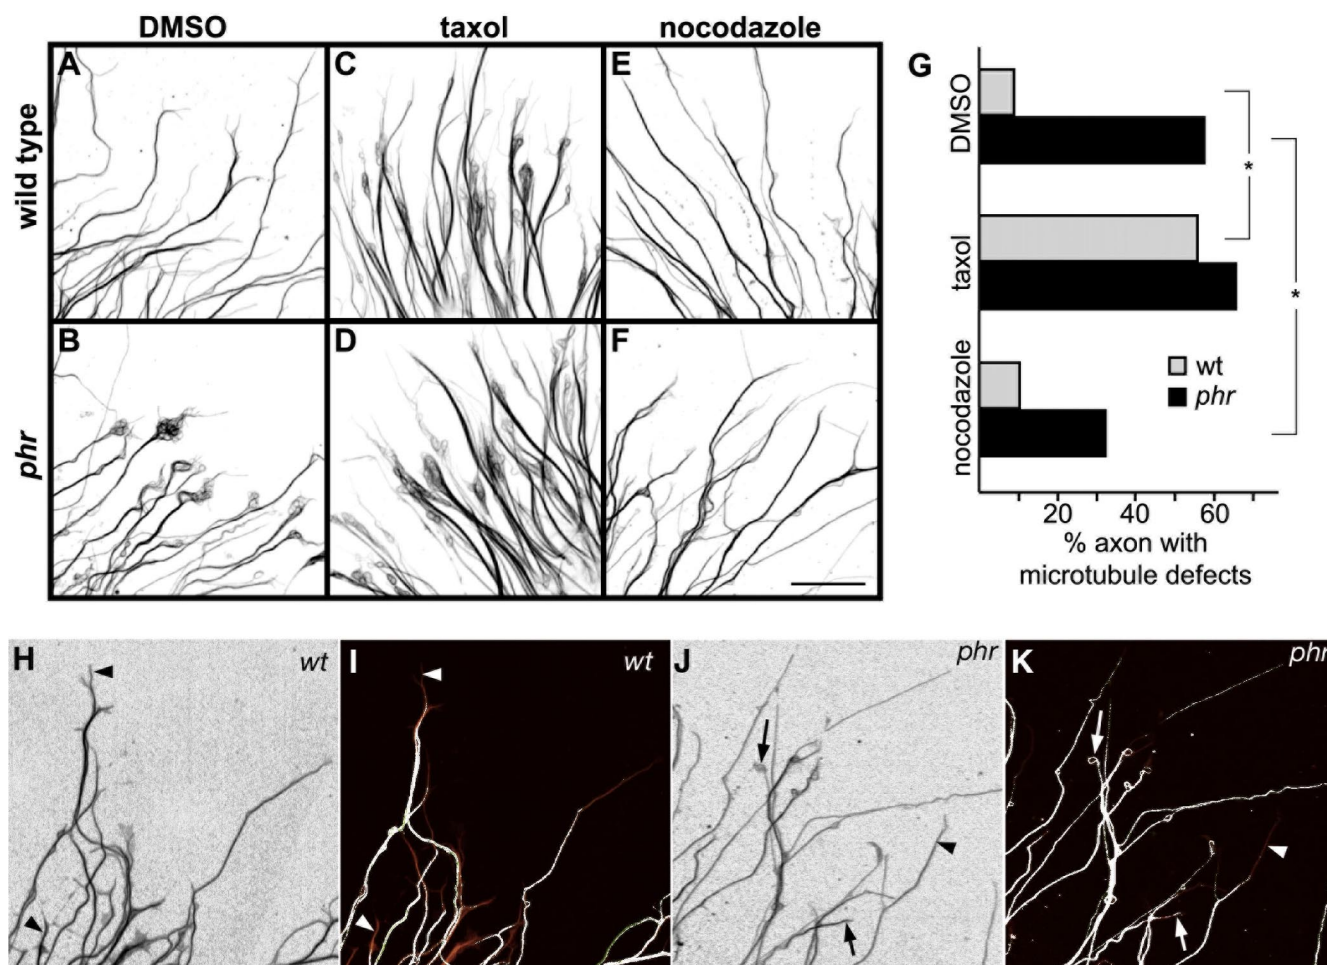 DMSO taxol nocodazole
wild type
phr
A
C
E
B
D
F
G
DMSO
taxol
nocodazole
*
*
wt
phr
20 40 60
% axon with
microtubule defects
H wt
I wt
J phr
K phr